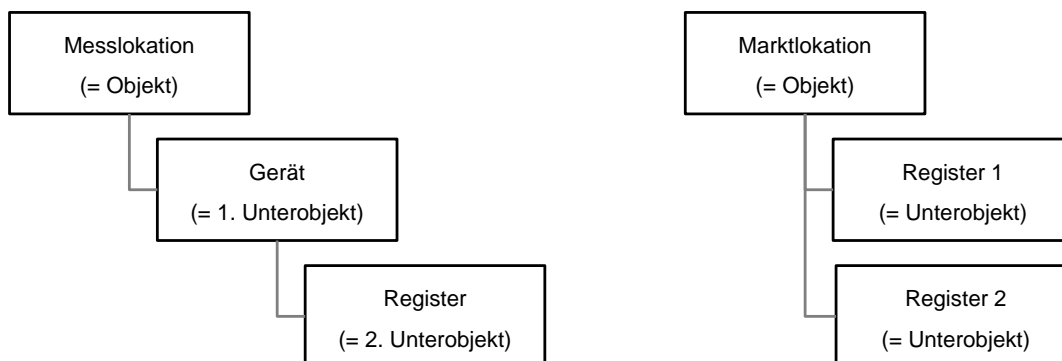 Messlokation
(= Objekt)
Gerät
(= 1. Unterobjekt)
Register
(= 2. Unterobjekt)
Marktlokation
(= Objekt)
Register 1
(= Unterobjekt)
Register 2
(= Unterobjekt)